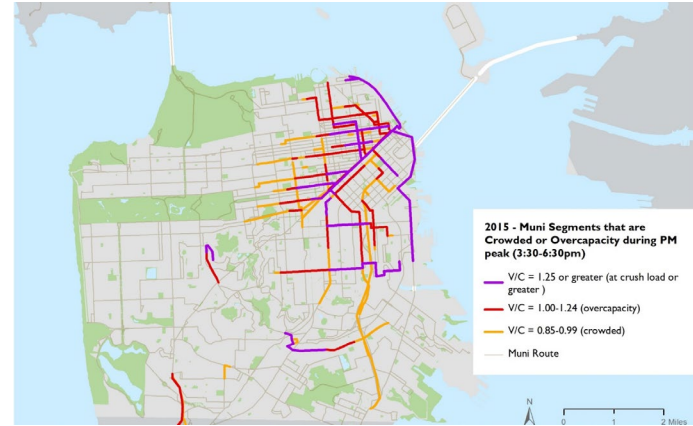 2015 - Muni Segments that are
Crowded or Overcapacity during PM
peak (3:30-6:30pm)
V/C = 1.25 or greater (at crush load or
greater )
V/C = 1.00-1.24 (overcapacity)
V/C = 0.85-0.99 (crowded)
Muni Route
N
0 1 2 Miles